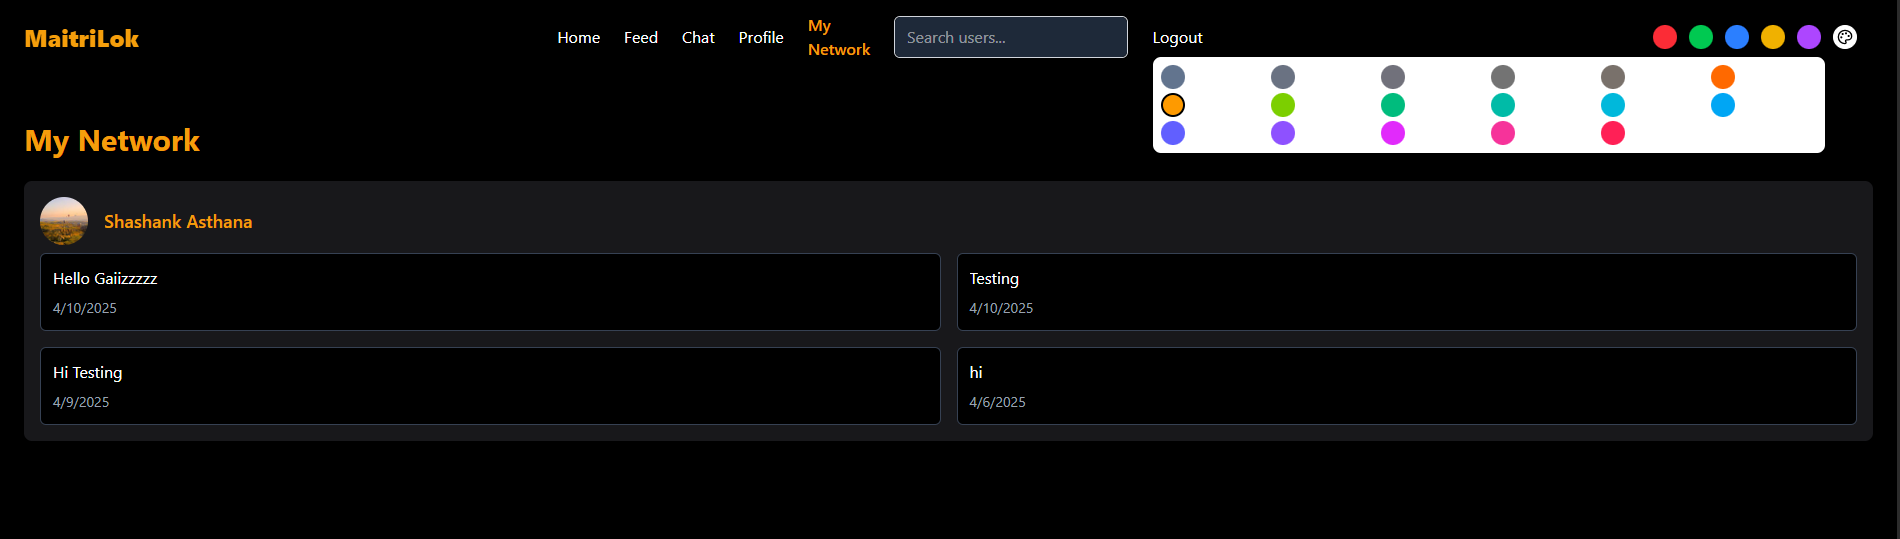 MaitriLok
Home
Feed
Chat
Profile
My
Network
Search users...
Logout
My Network
Shashank Asthana
Hello Gaiizzzzz
4/10/2025
Testing
4/10/2025
Hi Testing
4/9/2025
hi
4/6/2025